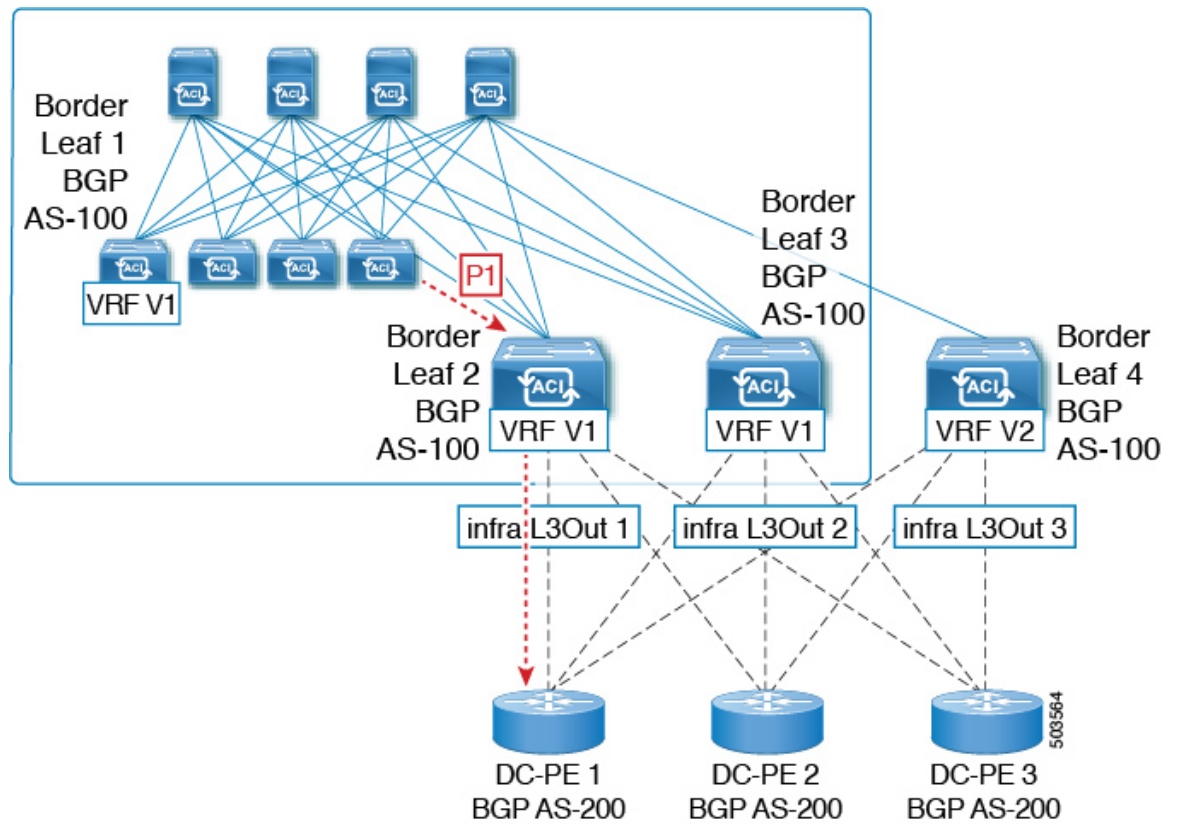 ACI
ACI
ACI
ACI
Border
Leaf 1
BGP
AS-100
ACI
ACI
ACI
ACI
VRF V1
P1
Border
Leaf 3
BGP
AS-100
Border
Leaf 2
BGP
AS-100
ACI
VRF V1
ACI
VRF V1
ACI
VRF V2
Border
Leaf 4
BGP
AS-100
infra L3Out 1
infra L3Out 2
infra L3Out 3
503564
DC-PE 1
BGP AS-200
DC-PE 2
BGP AS-200
DC-PE 3
BGP AS-200